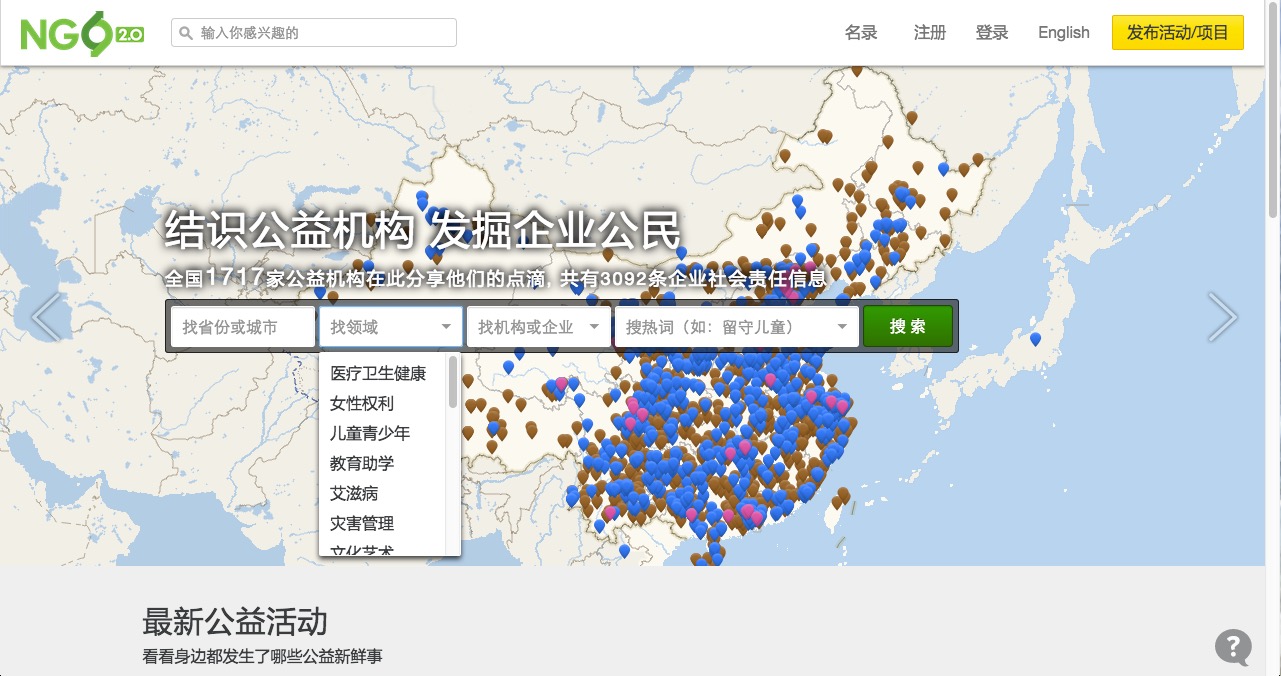 NGO2.0
输入你感兴趣的
名录 注册 登录 English 发布活动/项目
结识公益机构 发掘企业公民
全国1717家公益机构在此分享他们的点滴, 共有3092条企业社会责任信息
找省份或城市 找领域 找机构或企业 搜热词（如：留守儿童） 搜 索
医疗卫生健康
女性权利
儿童青少年
教育助学
艾滋病
灾害管理
文化艺术
最新公益活动
看看身边都发生了哪些公益新鲜事
?